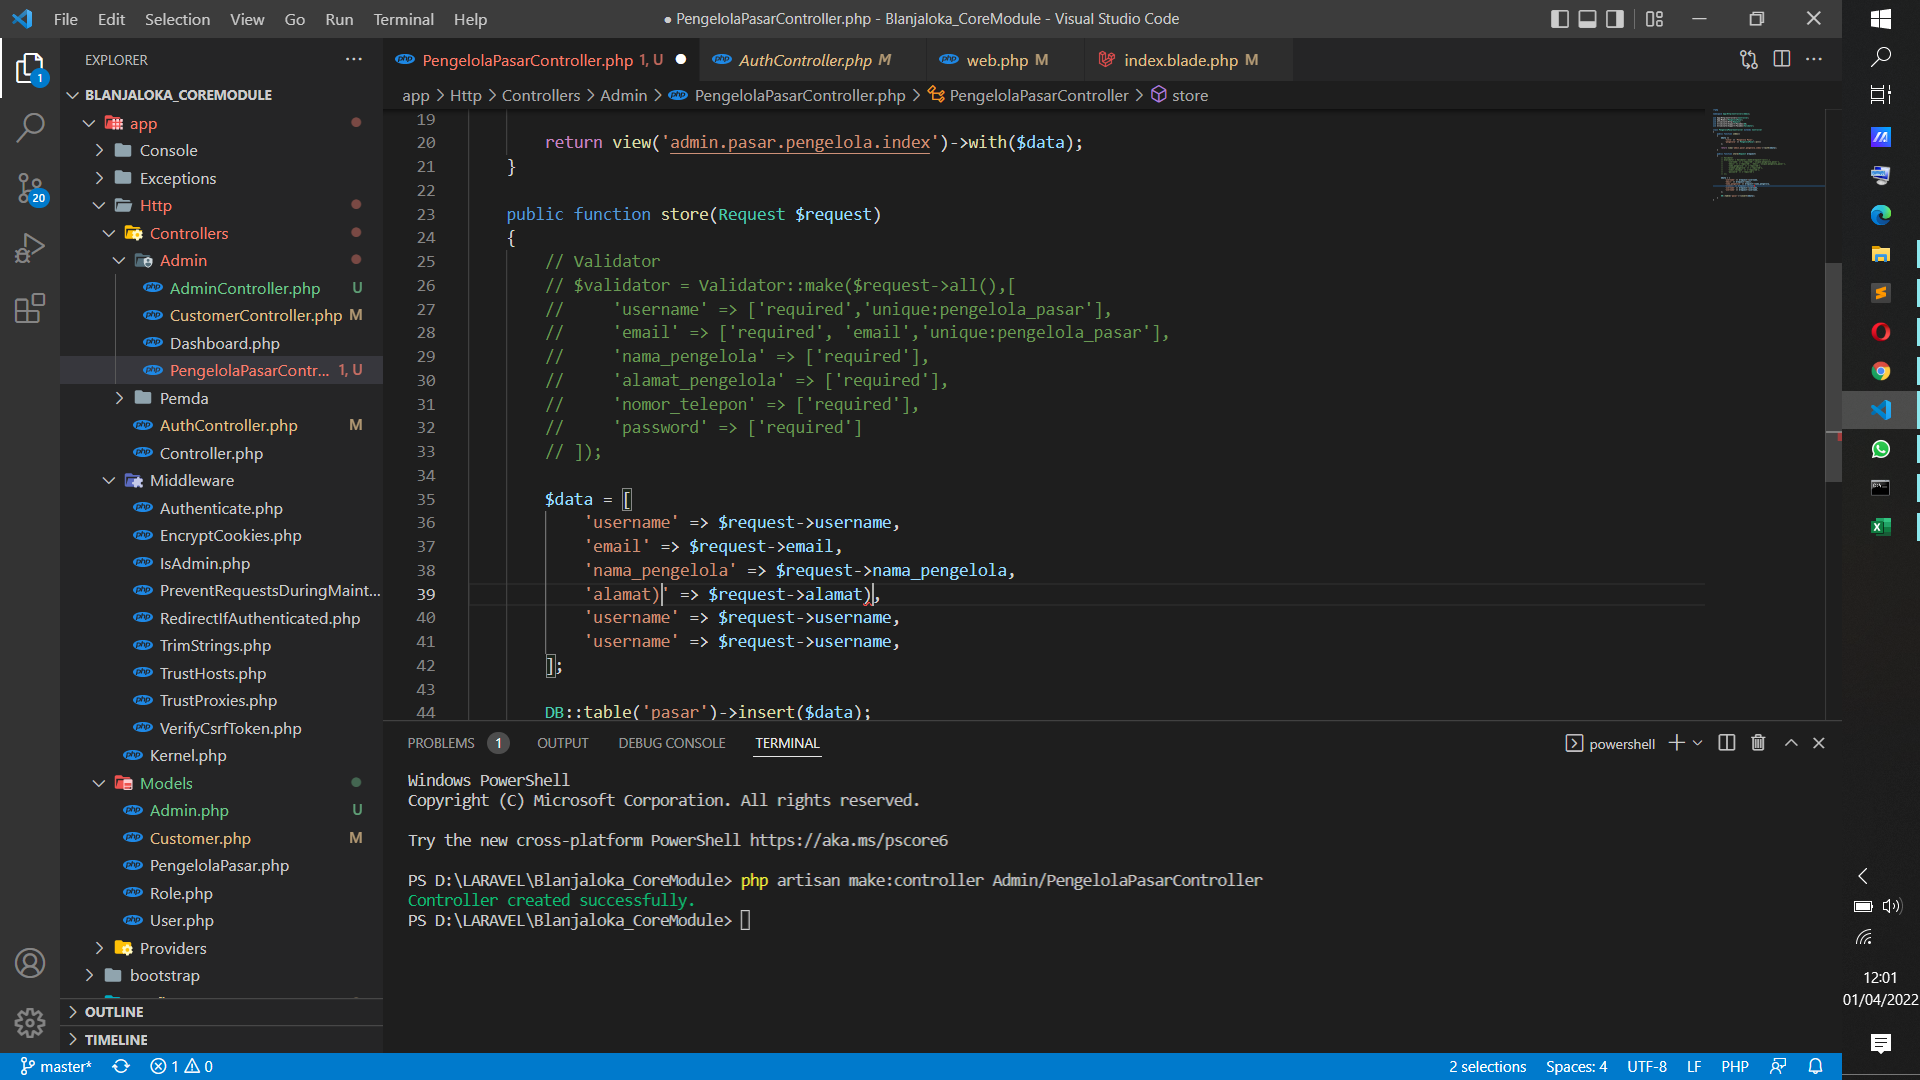 File Edit Selection View Go Run Terminal Help
● PengelolaPasarController.php - Blanjaloka_CoreModule - Visual Studio Code
EXPLORER
BLANJALOKA_COREMODULE
app
Console
Exceptions
Http
Controllers
Admin
AdminController.php U
CustomerController.php M
Dashboard.php
PengelolaPasarContr... 1, U
Pemda
AuthController.php M
Controller.php
Middleware
Authenticate.php
EncryptCookies.php
IsAdmin.php
PreventRequestsDuringMaint...
RedirectIfAuthenticated.php
TrimStrings.php
TrustHosts.php
TrustProxies.php
VerifyCsrfToken.php
Kernel.php
Models
Admin.php U
Customer.php M
PengelolaPasar.php
Role.php
User.php
Providers
bootstrap
OUTLINE
TIMELINE
1
20
PengelolaPasarController.php 1, U
AuthController.php M
web.php M
index.blade.php M
app > Http > Controllers > Admin > PengelolaPasarController.php > PengelolaPasarController > store
19
20 return view('admin.pasar.pengelola.index')->with($data);
21 }
22
23 public function store(Request $request)
24 {
25 // Validator
26 // $validator = Validator::make($request->all(),[
27 // 'username' => ['required','unique:pengelola_pasar'],
28 // 'email' => ['required', 'email','unique:pengelola_pasar'],
29 // 'nama_pengelola' => ['required'],
30 // 'alamat_pengelola' => ['required'],
31 // 'nomor_telepon' => ['required'],
32 // 'password' => ['required']
33 // ]);
34
35 $data = [
36 'username' => $request->username,
37 'email' => $request->email,
38 'nama_pengelola' => $request->nama_pengelola,
39 'alamat)' => $request->alamat),
40 'username' => $request->username,
41 'username' => $request->username,
42 ];
43
44 DB::table('pasar')->insert($data);
PROBLEMS 1 OUTPUT DEBUG CONSOLE TERMINAL
powershell
Windows PowerShell
Copyright (C) Microsoft Corporation. All rights reserved.
Try the new cross-platform PowerShell https://aka.ms/pscore6
PS D:\LARAVEL\Blanjaloka_CoreModule> php artisan make:controller Admin/PengelolaPasarController
Controller created successfully.
PS D:\LARAVEL\Blanjaloka_CoreModule>
master* 1 0
2 selections Spaces: 4 UTF-8 LF PHP
12:01
01/04/2022